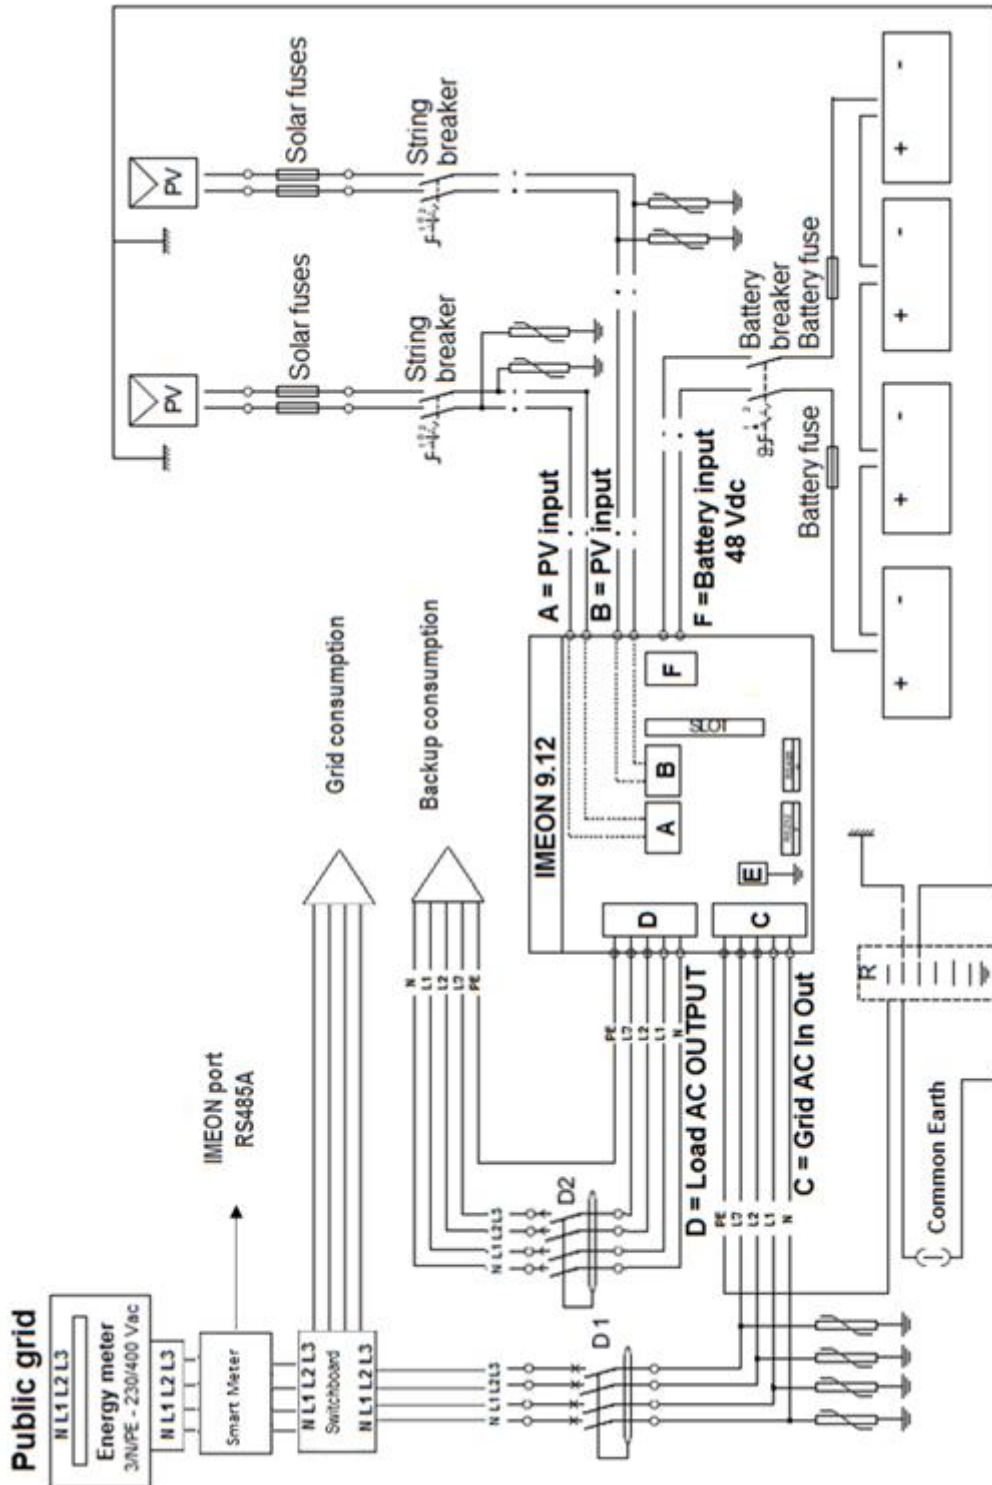 Public grid
N L1 L2 L3
Energy meter
3/N/PE - 230/400 Vac
N L1 L2 L3
Smart Meter
IMEON port
RS485A
N L1 L2 L3
Switchboard
N L1 L2 L3
Grid consumption
Backup consumption
N
L1
L2
L3
PE
N L1 L2 L3
D2
N L1 L2 L3
D1
PE
L3
L2
L1
N
D = Load AC OUTPUT
PE
L3
L2
L1
N
C = Grid AC In Out
IMEON 9.12
D
C
A
B
E
F
SLOT
A = PV input
B = PV input
F =Battery input
48 Vdc
PV
Solar fuses
String
breaker
PV
Solar fuses
String
breaker
Battery
breaker
Battery fuse
Battery fuse
+ -
+ -
+ -
+ -
R
Common Earth